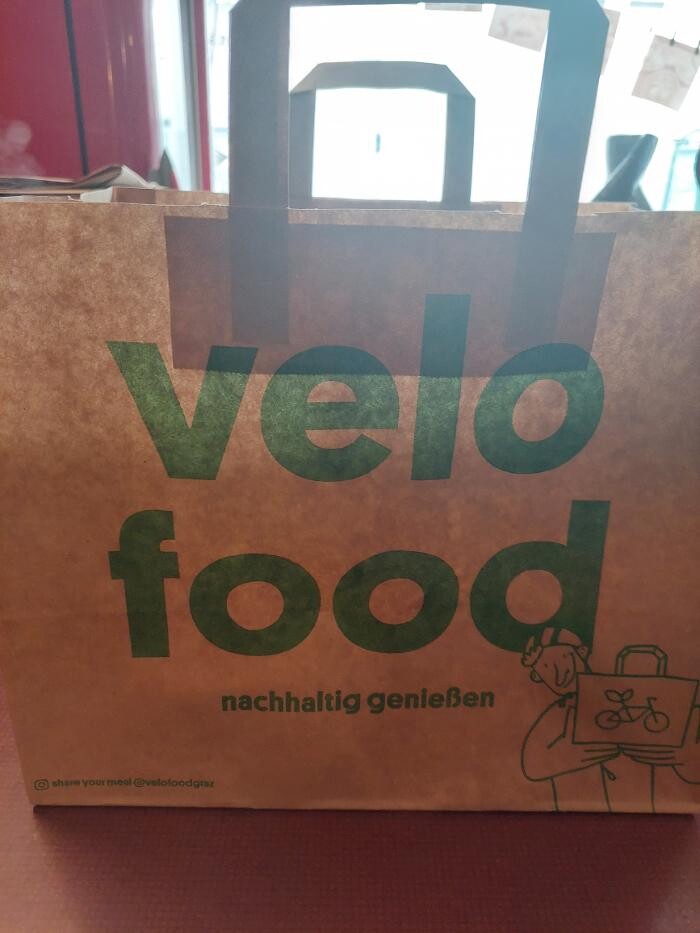 velo
food
nachhaltig genießen
share your meal @velofoodgraz